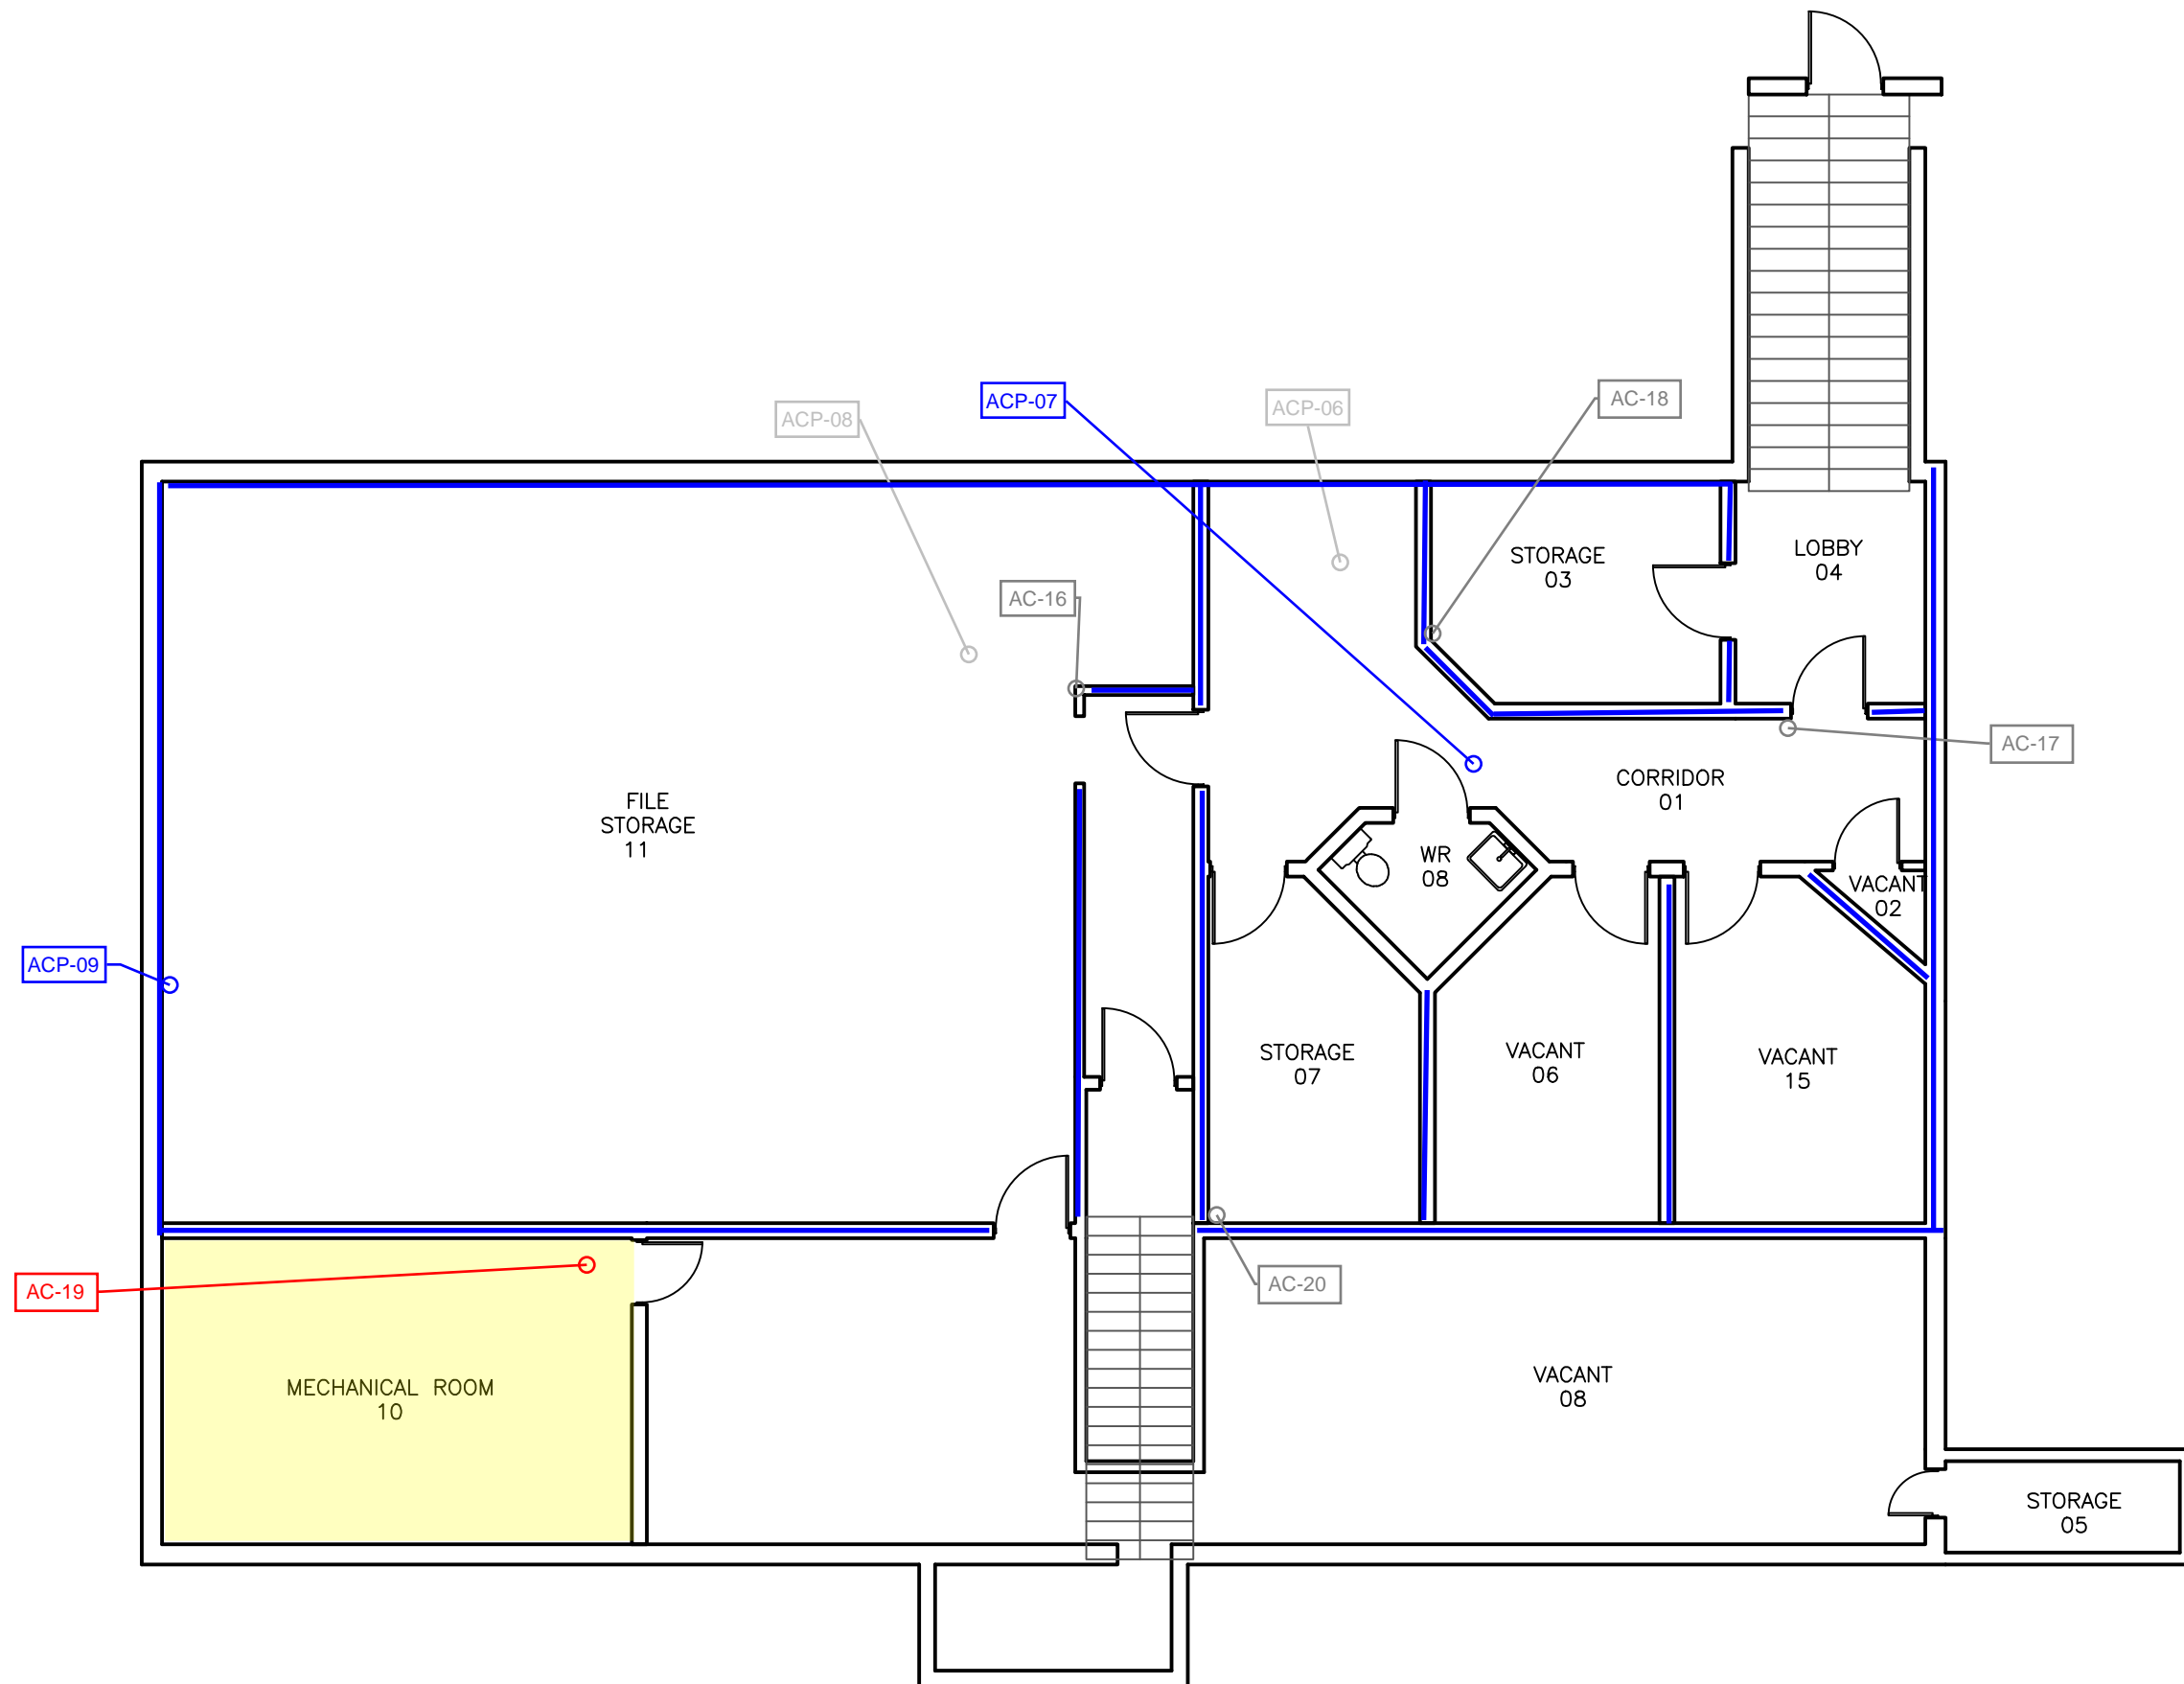 ACP-08
ACP-07
ACP-06
AC-18
STORAGE
03
LOBBY
04
AC-16
AC-17
CORRIDOR
01
FILE
STORAGE
11
WR
08
VACANT
02
ACP-09
STORAGE
07
VACANT
06
VACANT
15
AC-19
AC-20
MECHANICAL ROOM
10
VACANT
08
STORAGE
05